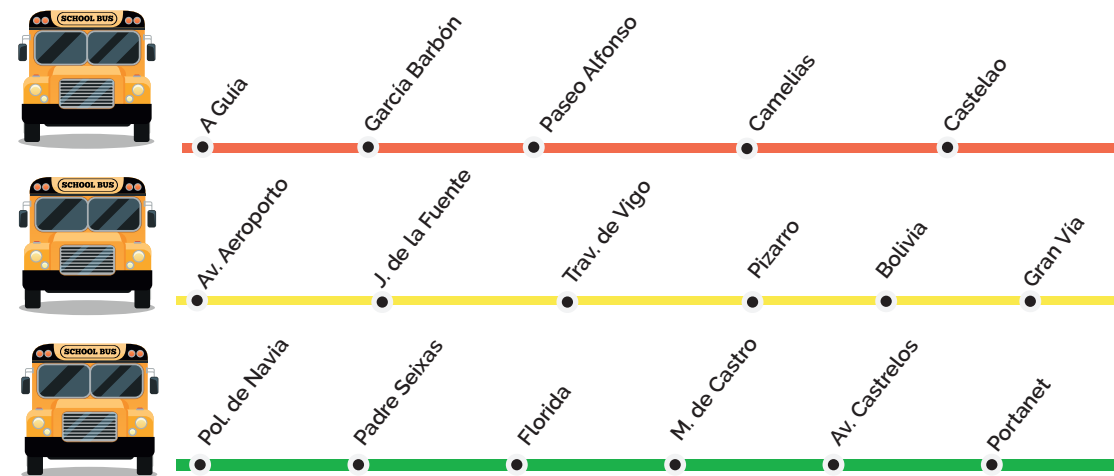 SCHOOL BUS
A Guía
García Barbón
Paseo Alfonso
Camelias
Castelao
SCHOOL BUS
Av. Aeroporto
J. de la Fuente
Trav. de Vigo
Pizarro
Bolivia
Gran Vía
SCHOOL BUS
Pol. de Navia
Padre Seixas
Florida
M. de Castro
Av. Castrelos
Portanet